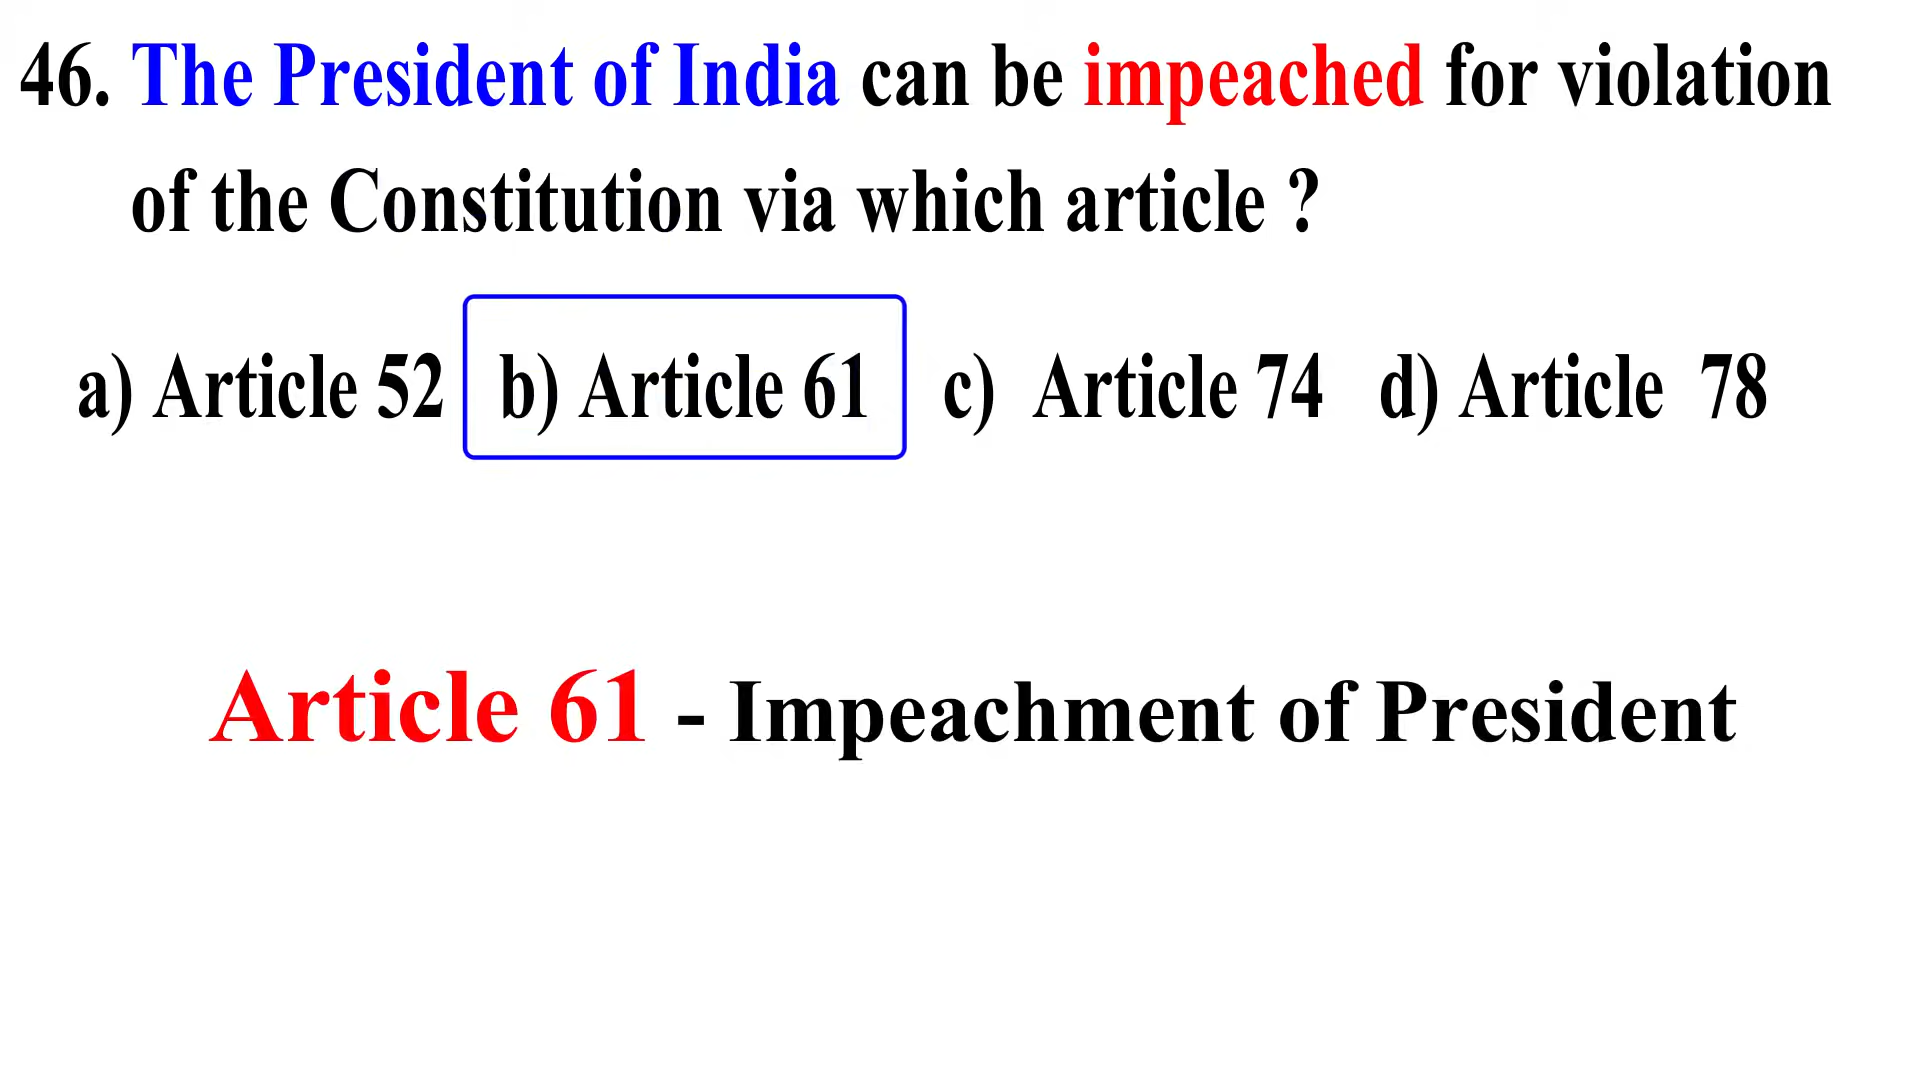 46. The President of India can be impeached for violation
of the Constitution via which article ?
a) Article 52 b) Article 61 c) Article 74 d) Article 78
Article 61 - Impeachment of President